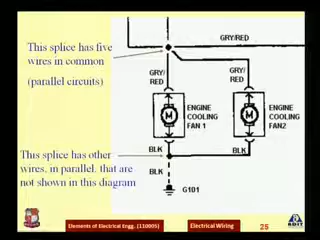 GRY/RED
This splice has five
wires in common
(parallel circuits)
GRY/
RED
GRY/
RED
M
ENGINE
COOLING
FAN 1
M
ENGINE
COOLING
FAN2
BLK
BLK
This splice has other
wires, in parallel, that are
not shown in this diagram
BLK
G101
Elements of Electrical Engg. (110005)
Electrical Wiring
25
ADIT